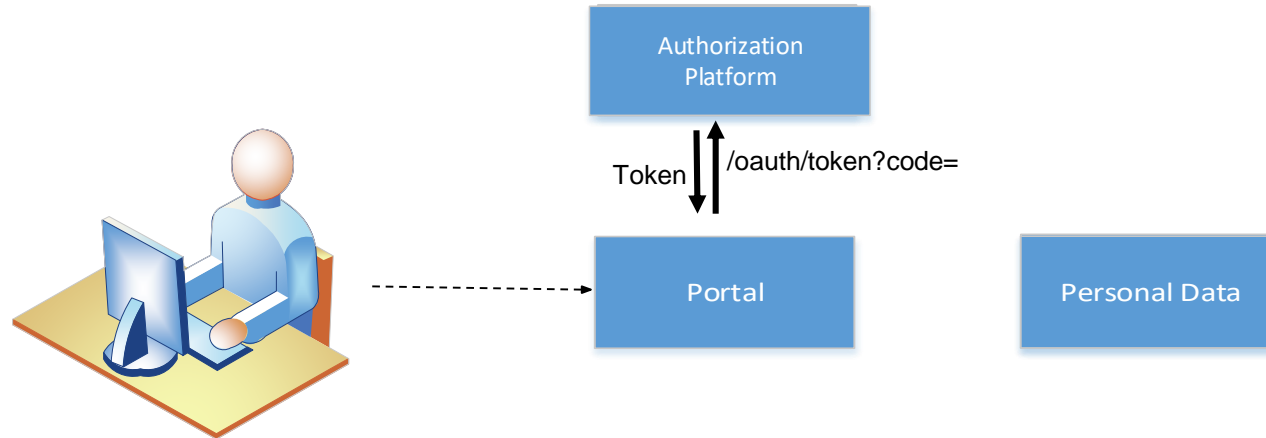 Authorization
Platform
Token
/oauth/token?code=
Portal
Personal Data